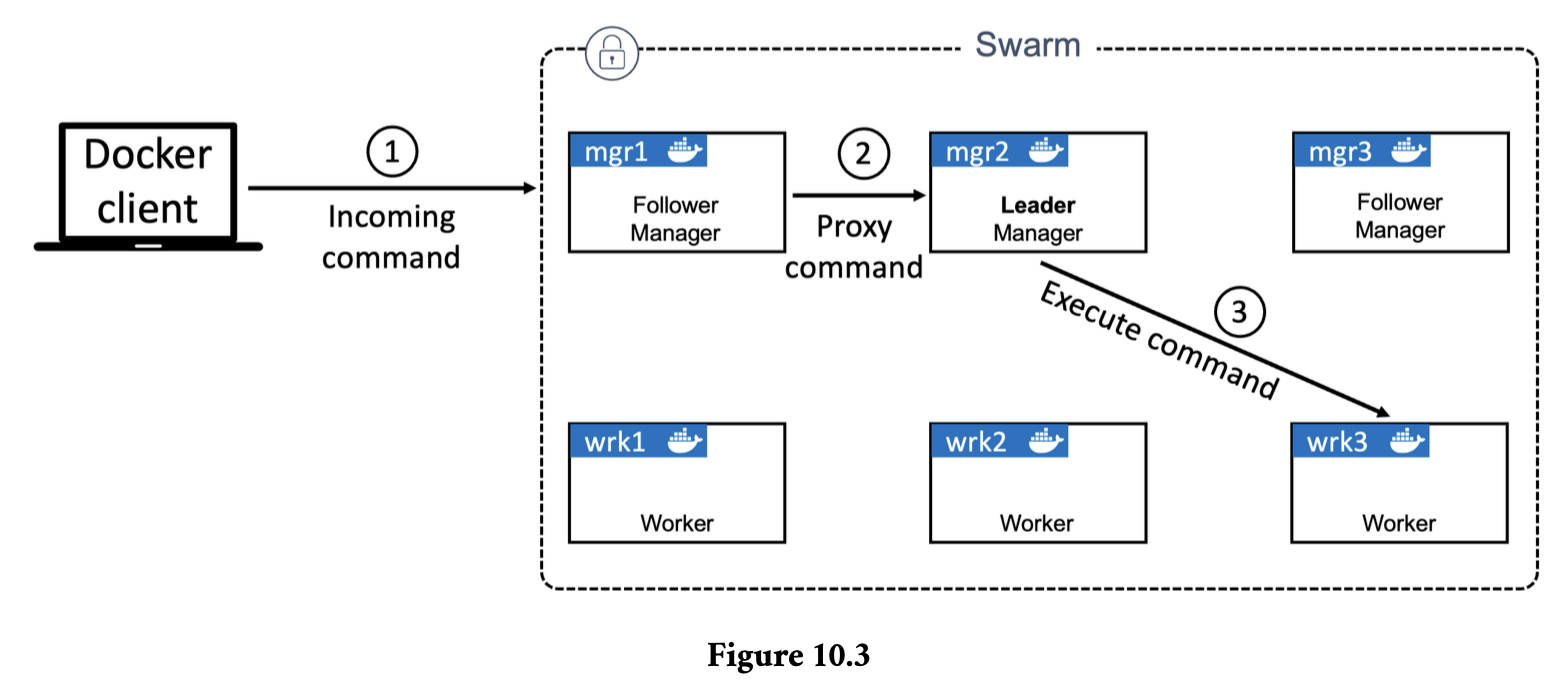 Swarm
Docker
client
1
Incoming
command
mgr1
Follower
Manager
2
Proxy
command
mgr2
Leader
Manager
mgr3
Follower
Manager
3
Execute command
wrk1
Worker
wrk2
Worker
wrk3
Worker
Figure 10.3